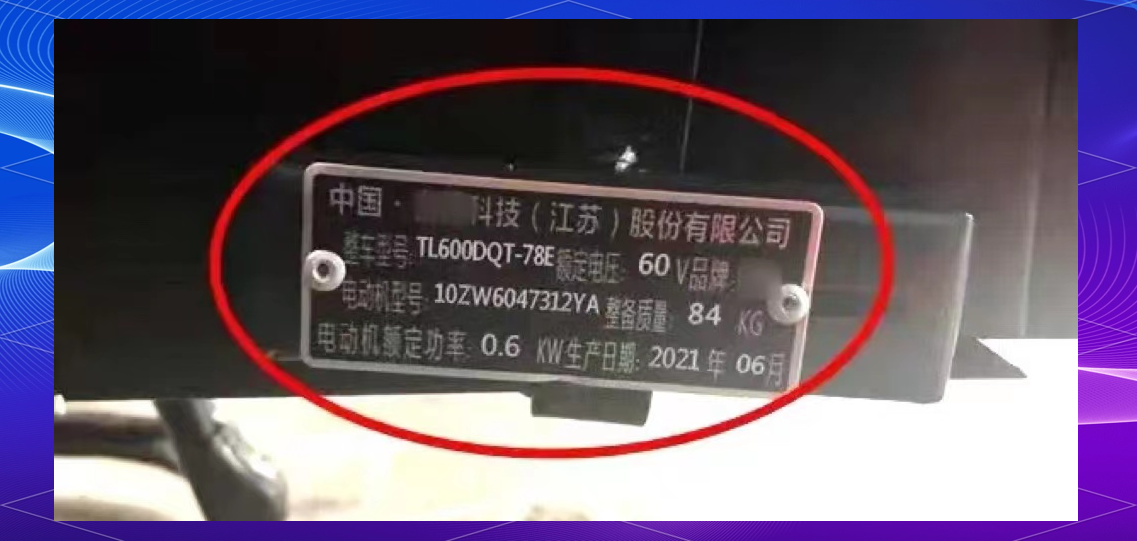 中国·科技（江苏）股份有限公司
整车型号: TL600DQT-78E 额定电压: 60 V 品牌:
电动机型号: 10ZW6047312YA 整备质量: 84 KG
电动机额定功率: 0.6 KW 生产日期: 2021 年 06 月